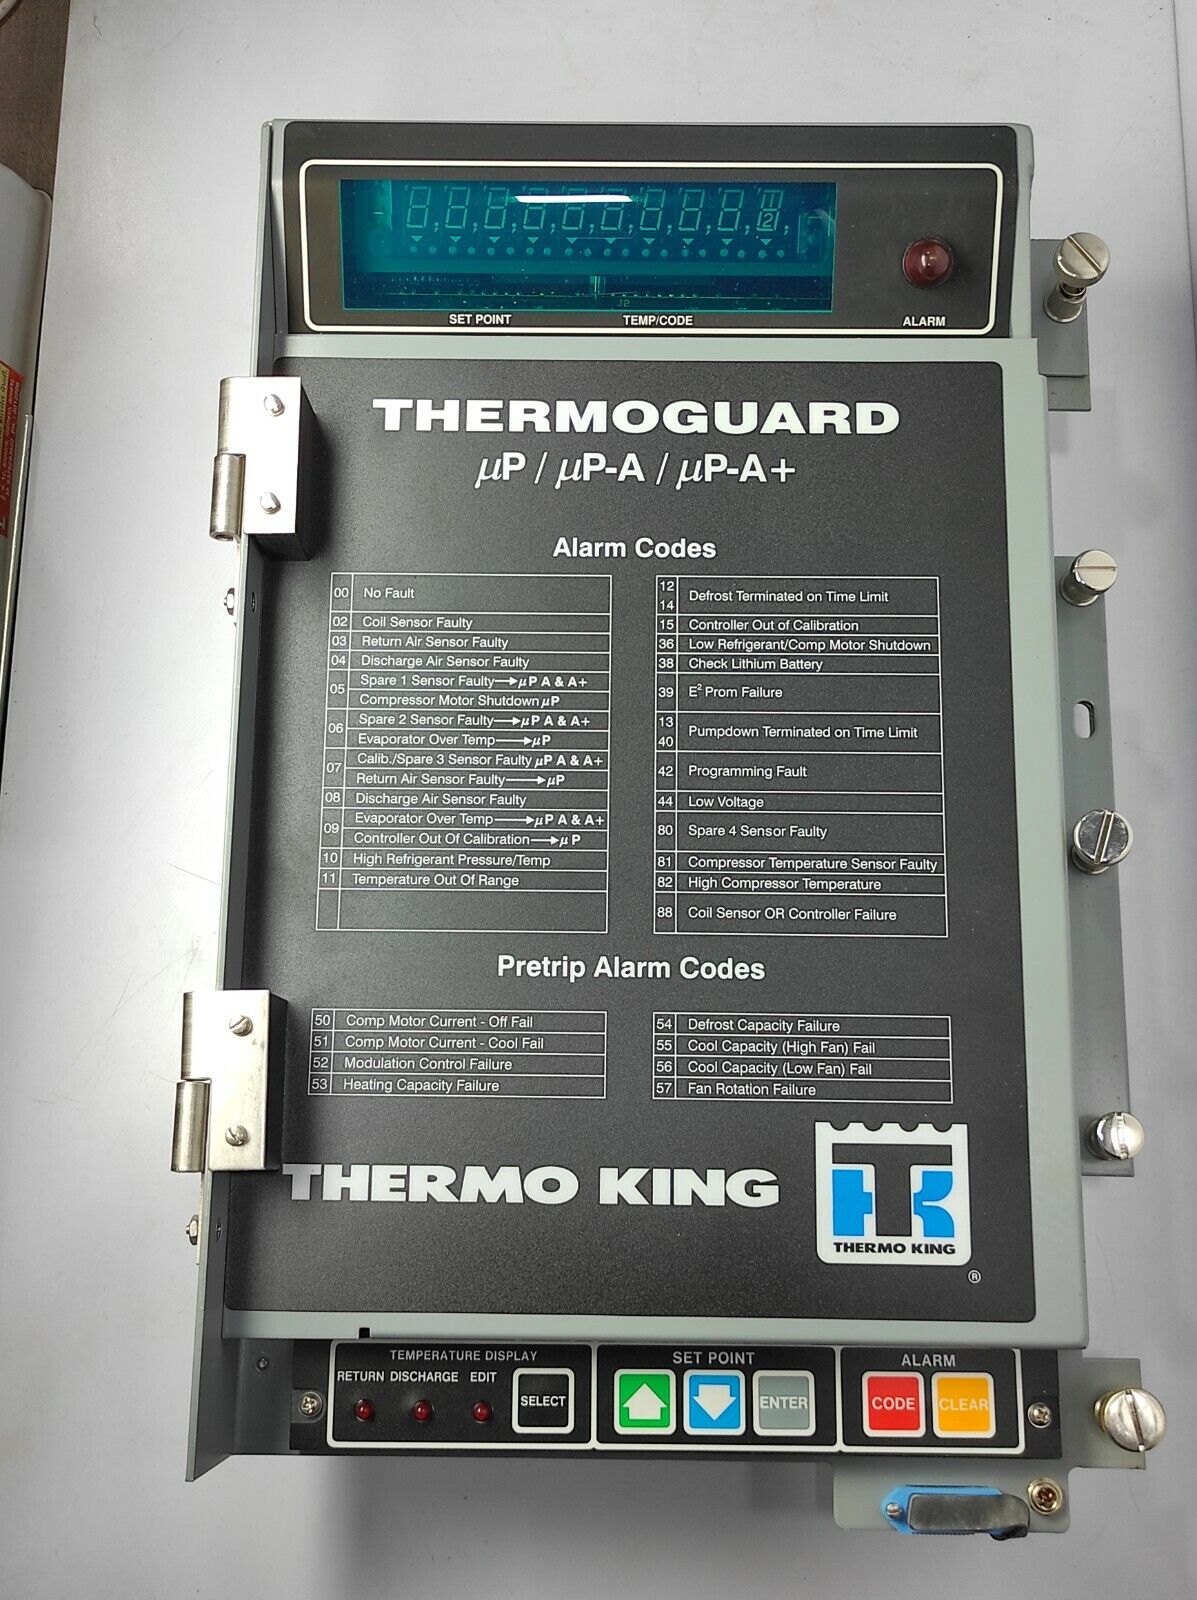 J2
SET POINT TEMP/CODE ALARM
THERMOGUARD
µP / µP-A / µP-A+
Alarm Codes
00 No Fault
02 Coil Sensor Faulty
03 Return Air Sensor Faulty
04 Discharge Air Sensor Faulty
05 Spare 1 Sensor Faulty→µP A & A+
Compressor Motor Shutdown µP
06 Spare 2 Sensor Faulty→µP A & A+
Evaporator Over Temp→µP
07 Calib./Spare 3 Sensor Faulty µP A & A+
Return Air Sensor Faulty→µP
08 Discharge Air Sensor Faulty
09 Evaporator Over Temp→µP A & A+
Controller Out Of Calibration→µP
10 High Refrigerant Pressure/Temp
11 Temperature Out Of Range
12
14 Defrost Terminated on Time Limit
15 Controller Out of Calibration
36 Low Refrigerant/Comp Motor Shutdown
38 Check Lithium Battery
39 E² Prom Failure
13
40 Pumpdown Terminated on Time Limit
42 Programming Fault
44 Low Voltage
80 Spare 4 Sensor Faulty
81 Compressor Temperature Sensor Faulty
82 High Compressor Temperature
88 Coil Sensor OR Controller Failure
Pretrip Alarm Codes
50 Comp Motor Current - Off Fail
51 Comp Motor Current - Cool Fail
52 Modulation Control Failure
53 Heating Capacity Failure
54 Defrost Capacity Failure
55 Cool Capacity (High Fan) Fail
56 Cool Capacity (Low Fan) Fail
57 Fan Rotation Failure
THERMO KING
THERMO KING
®
TEMPERATURE DISPLAY SET POINT ALARM
RETURN DISCHARGE EDIT
SELECT ENTER CODE CLEAR